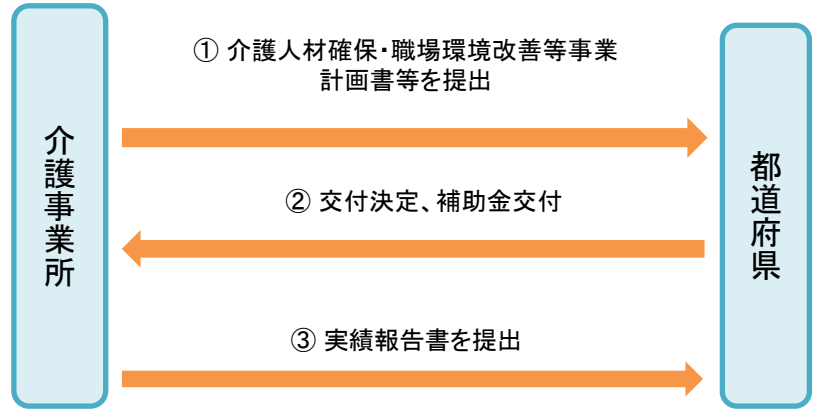 ① 介護人材確保・職場環境改善等事業
計画書等を提出
介護事業所
② 交付決定、補助金交付
都道府県
③ 実績報告書を提出